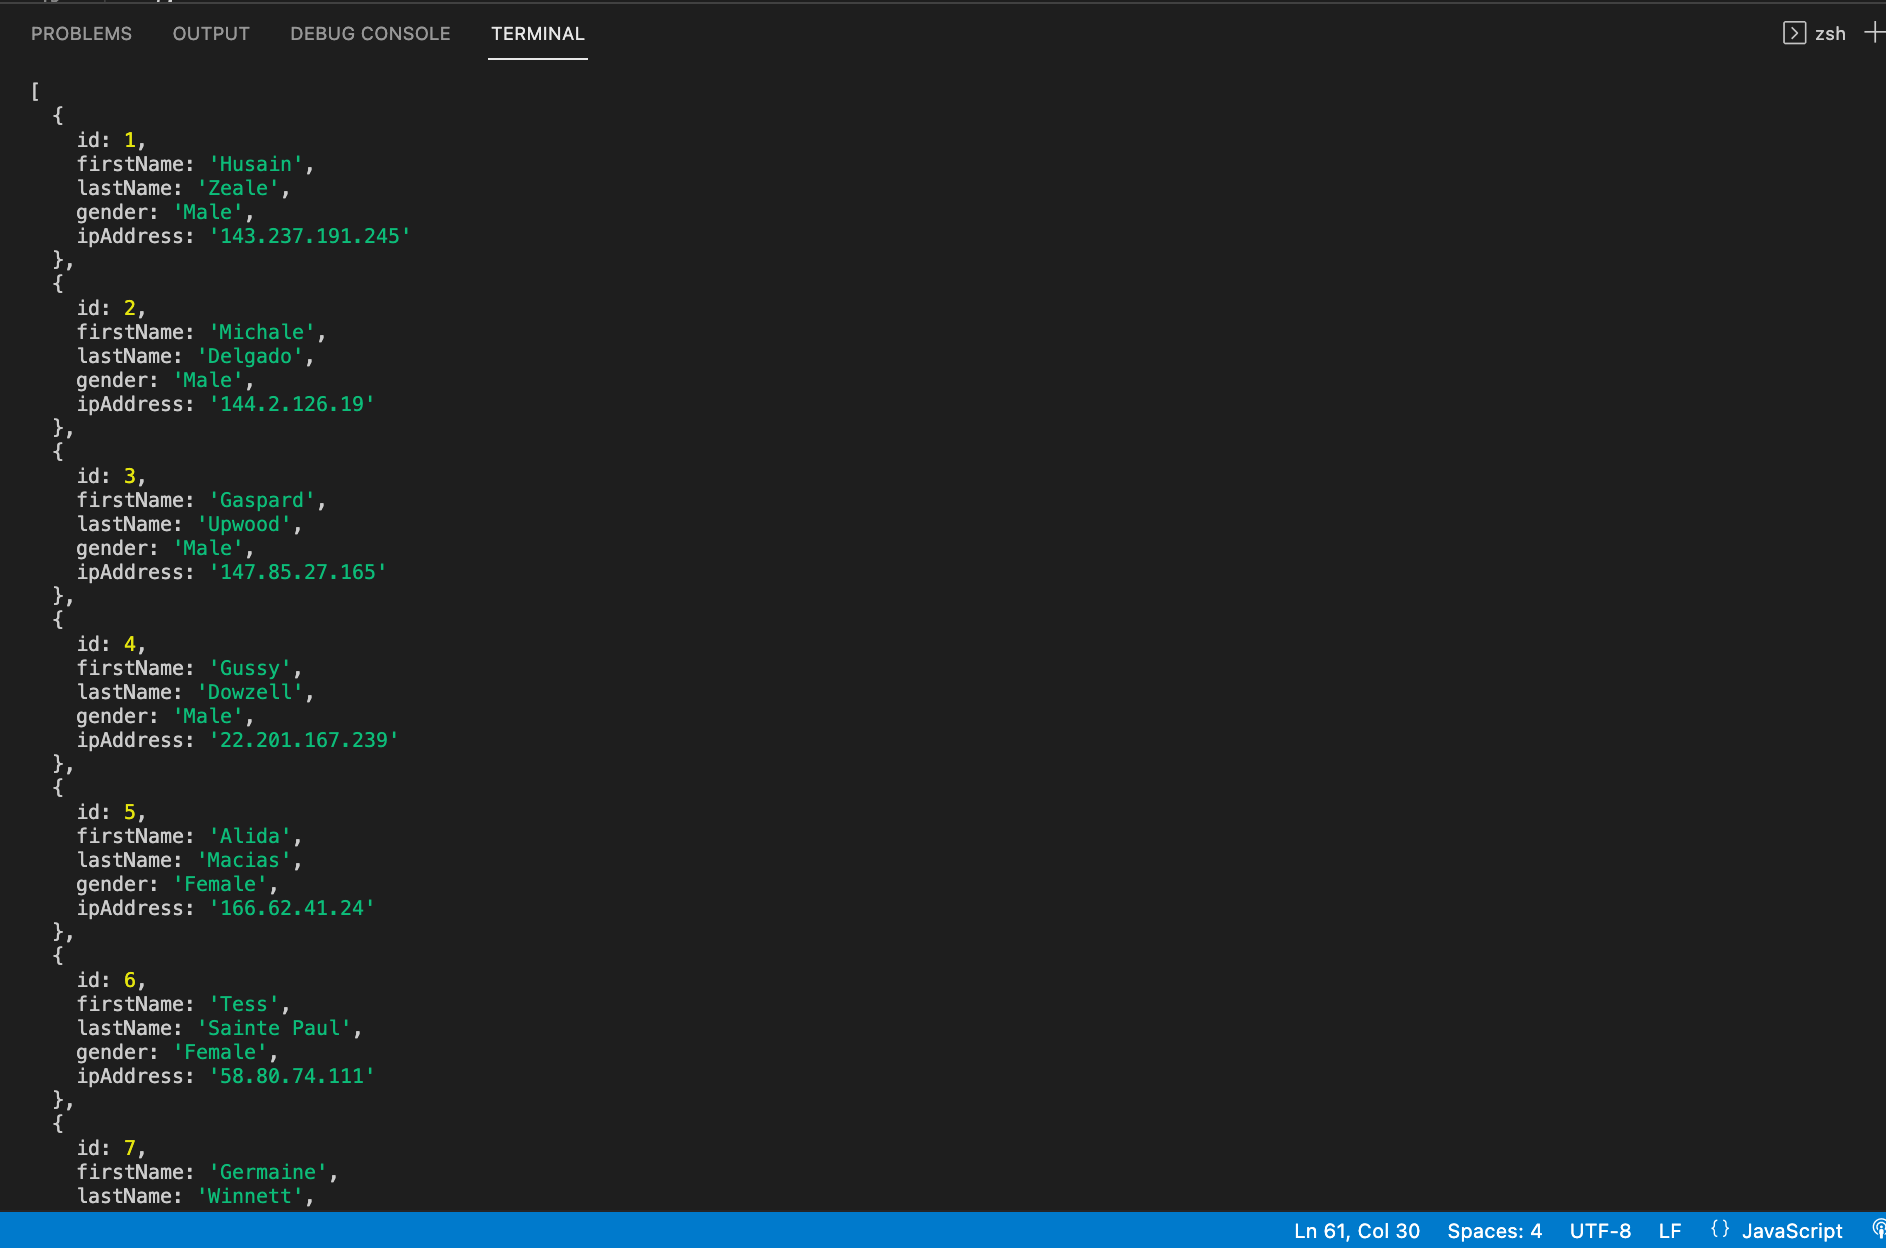 PROBLEMS OUTPUT DEBUG CONSOLE TERMINAL zsh
[
  {
    id: 1,
    firstName: 'Husain',
    lastName: 'Zeale',
    gender: 'Male',
    ipAddress: '143.237.191.245'
  },
  {
    id: 2,
    firstName: 'Michale',
    lastName: 'Delgado',
    gender: 'Male',
    ipAddress: '144.2.126.19'
  },
  {
    id: 3,
    firstName: 'Gaspard',
    lastName: 'Upwood',
    gender: 'Male',
    ipAddress: '147.85.27.165'
  },
  {
    id: 4,
    firstName: 'Gussy',
    lastName: 'Dowzell',
    gender: 'Male',
    ipAddress: '22.201.167.239'
  },
  {
    id: 5,
    firstName: 'Alida',
    lastName: 'Macias',
    gender: 'Female',
    ipAddress: '166.62.41.24'
  },
  {
    id: 6,
    firstName: 'Tess',
    lastName: 'Sainte Paul',
    gender: 'Female',
    ipAddress: '58.80.74.111'
  },
  {
    id: 7,
    firstName: 'Germaine',
    lastName: 'Winnett',
Ln 61, Col 30 Spaces: 4 UTF-8 LF {} JavaScript